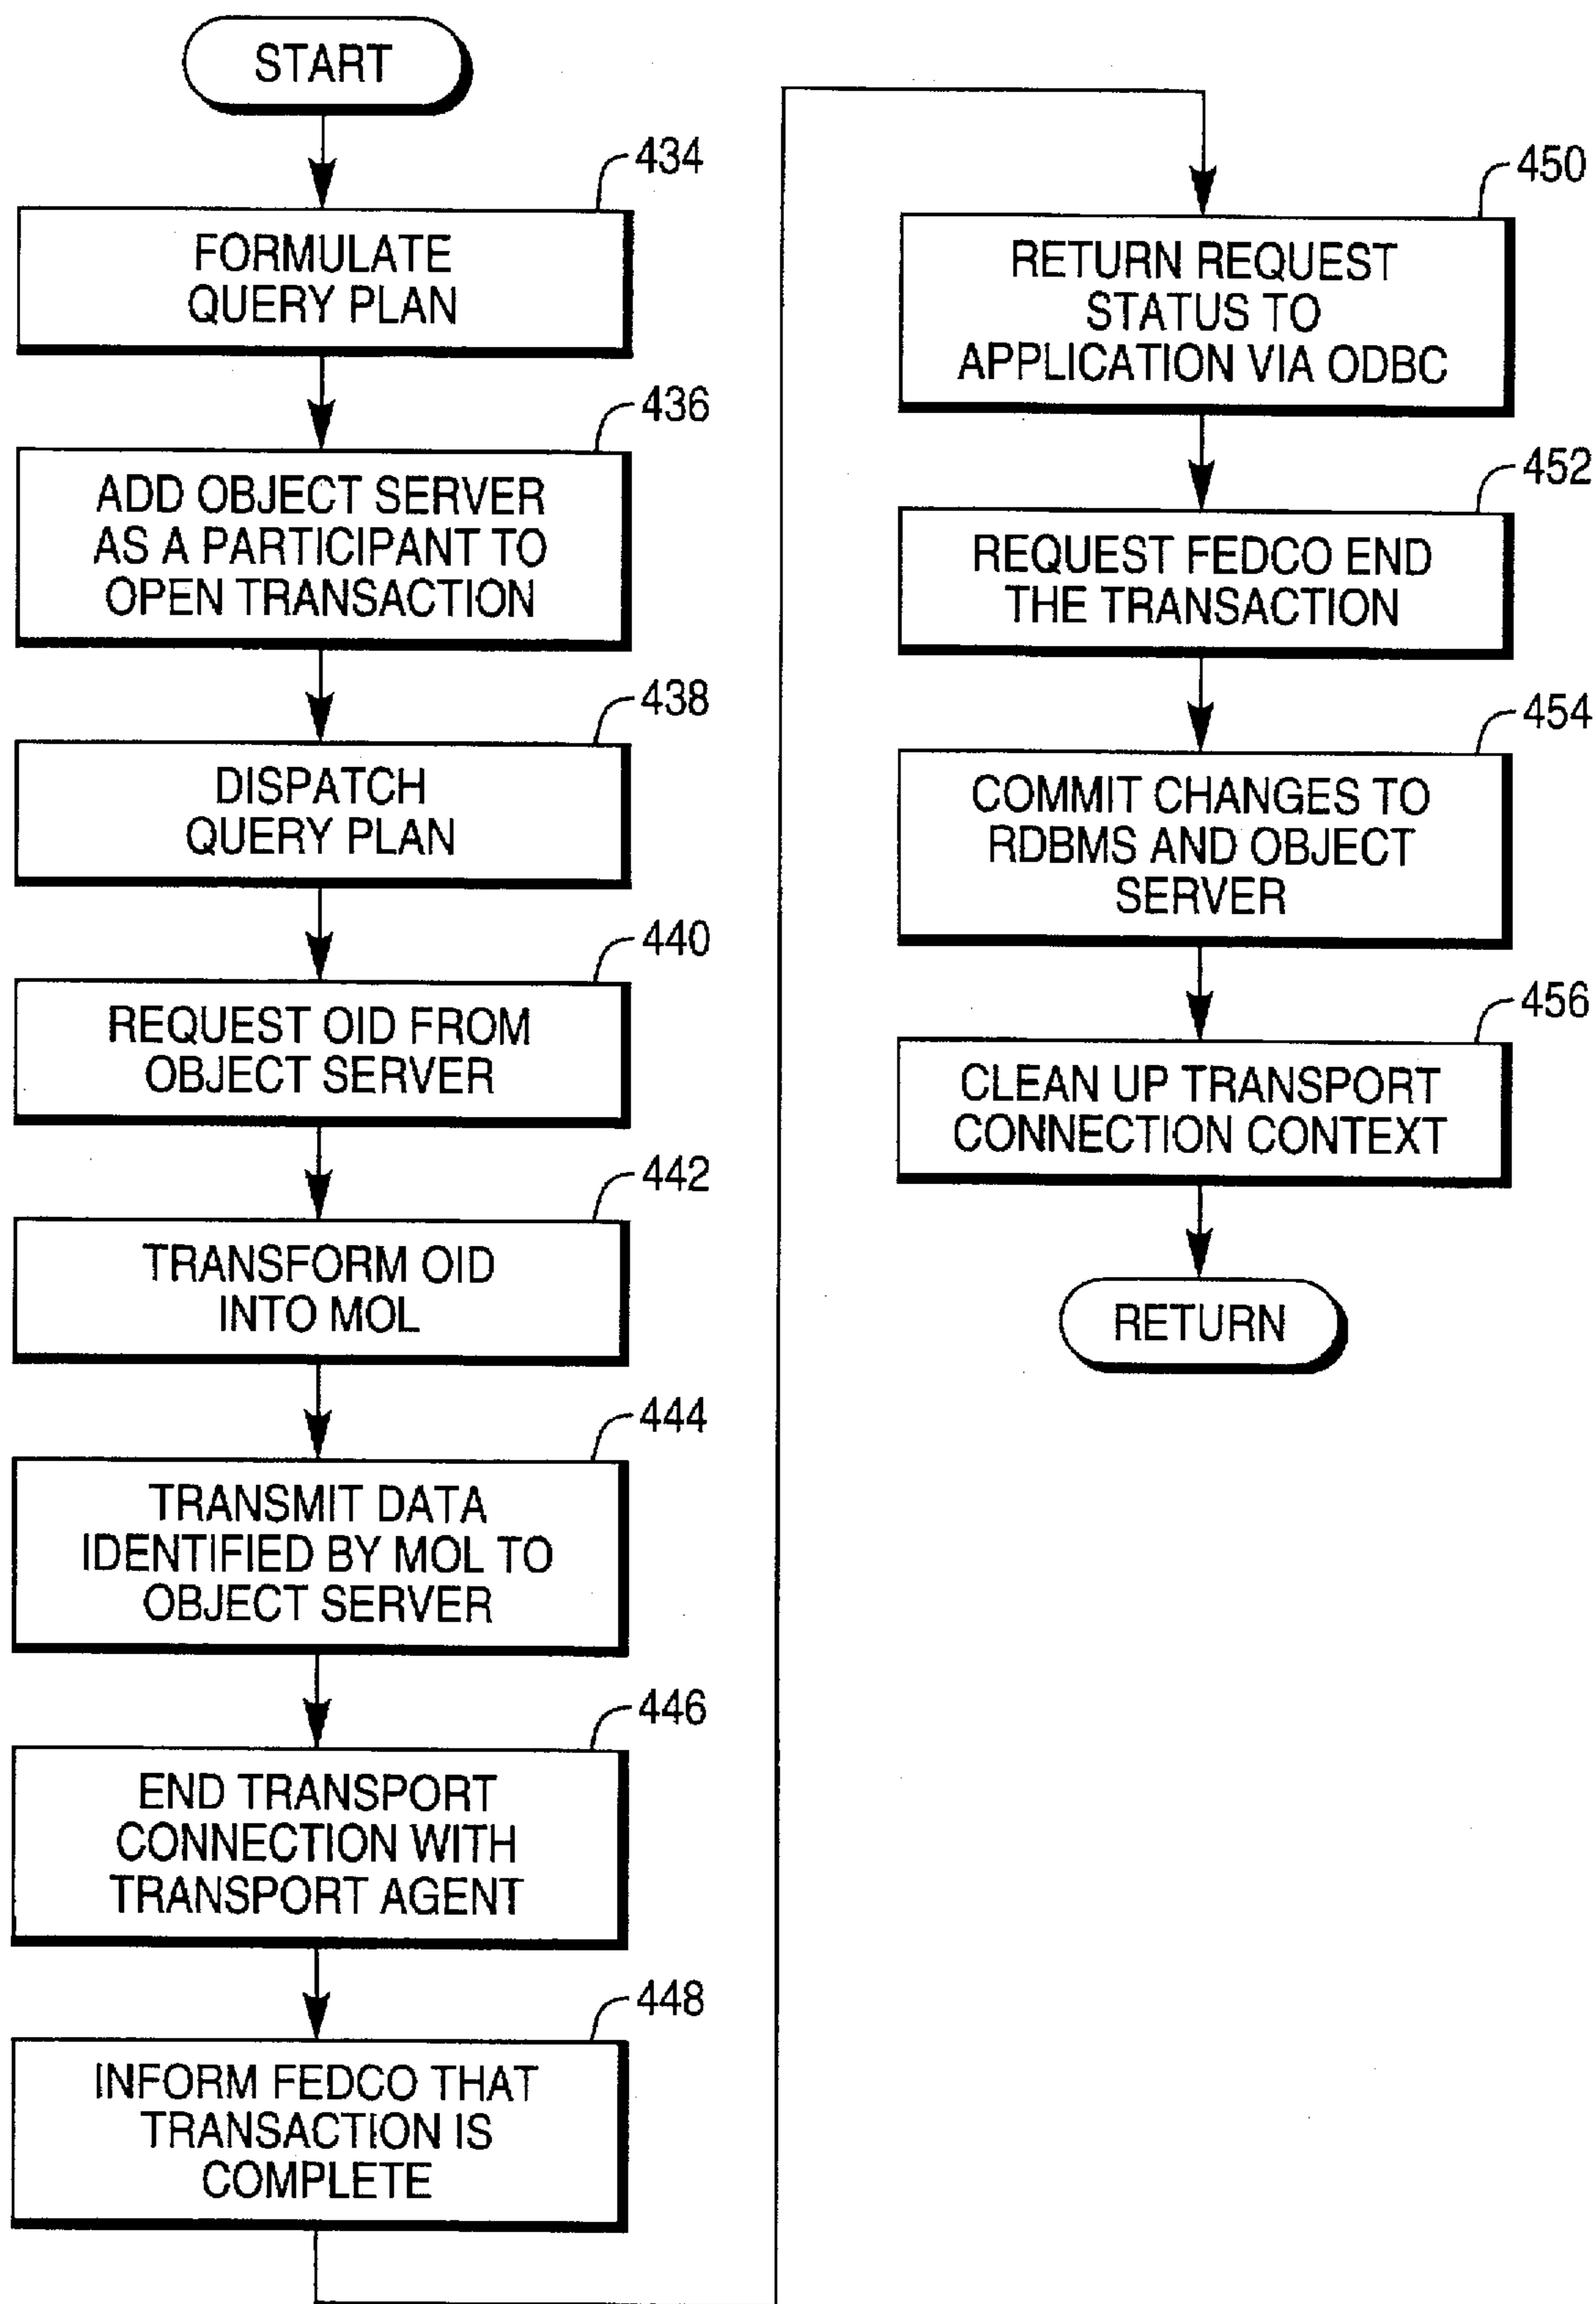 START
434
FORMULATE
QUERY PLAN
436
ADD OBJECT SERVER
AS A PARTICIPANT TO
OPEN TRANSACTION
438
DISPATCH
QUERY PLAN
440
REQUEST OID FROM
OBJECT SERVER
442
TRANSFORM OID
INTO MOL
444
TRANSMIT DATA
IDENTIFIED BY MOL TO
OBJECT SERVER
446
END TRANSPORT
CONNECTION WITH
TRANSPORT AGENT
448
INFORM FEDCO THAT
TRANSACTION IS
COMPLETE
450
RETURN REQUEST
STATUS TO
APPLICATION VIA ODBC
452
REQUEST FEDCO END
THE TRANSACTION
454
COMMIT CHANGES TO
RDBMS AND OBJECT
SERVER
456
CLEAN UP TRANSPORT
CONNECTION CONTEXT
RETURN